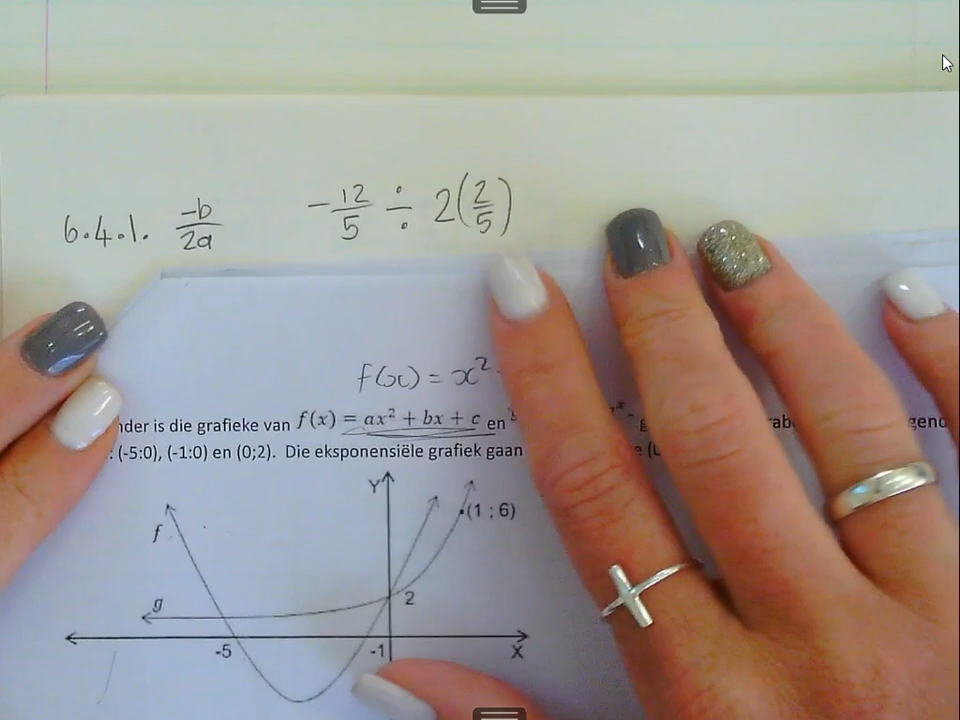 6.4.1. -b/2a -12/5 ÷ 2(2/5)
f(x) = x²
nder is die grafieke van f(x) = ax² + bx + c en
: (-5:0), (-1:0) en (0;2). Die eksponensiële grafiek gaan
Y
f
(1 ; 6)
g
2
-5
-1
X